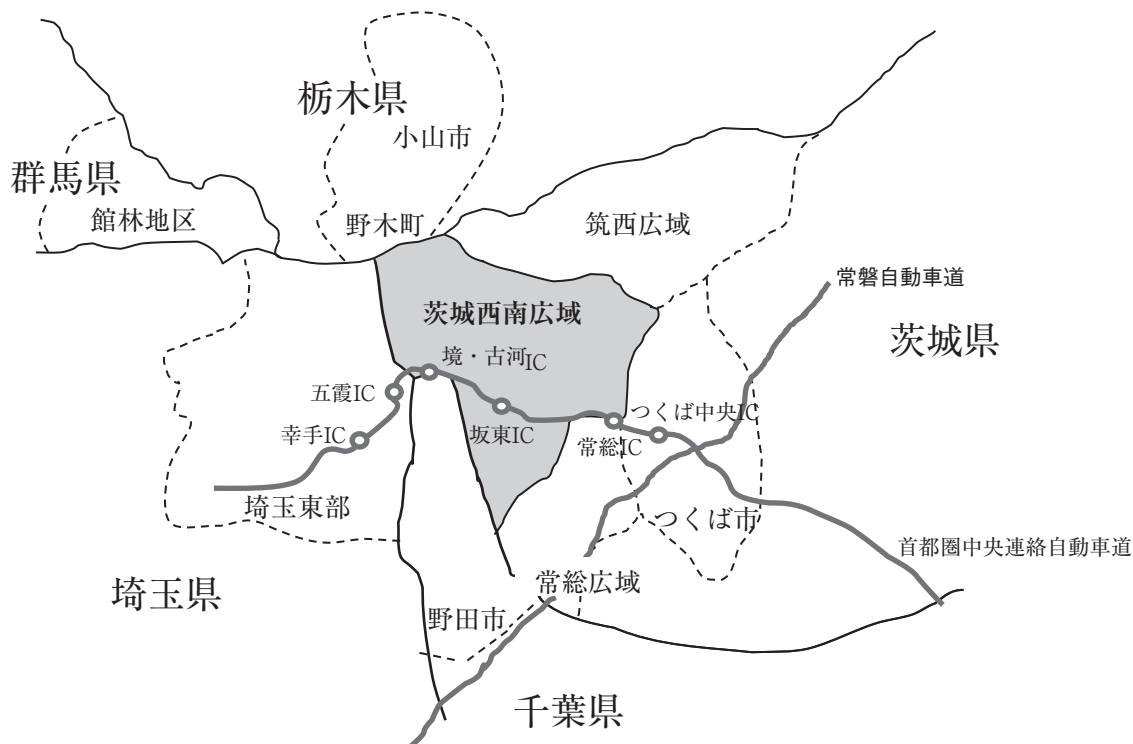 栃木県
小山市
群馬県
館林地区
野木町
筑西広域
常磐自動車道
茨城西南広域
茨城県
境・古河IC
五霞IC
つくば中央IC
幸手IC
坂東IC
常総IC
埼玉東部
つくば市
首都圏中央連絡自動車道
埼玉県
常総広域
野田市
千葉県